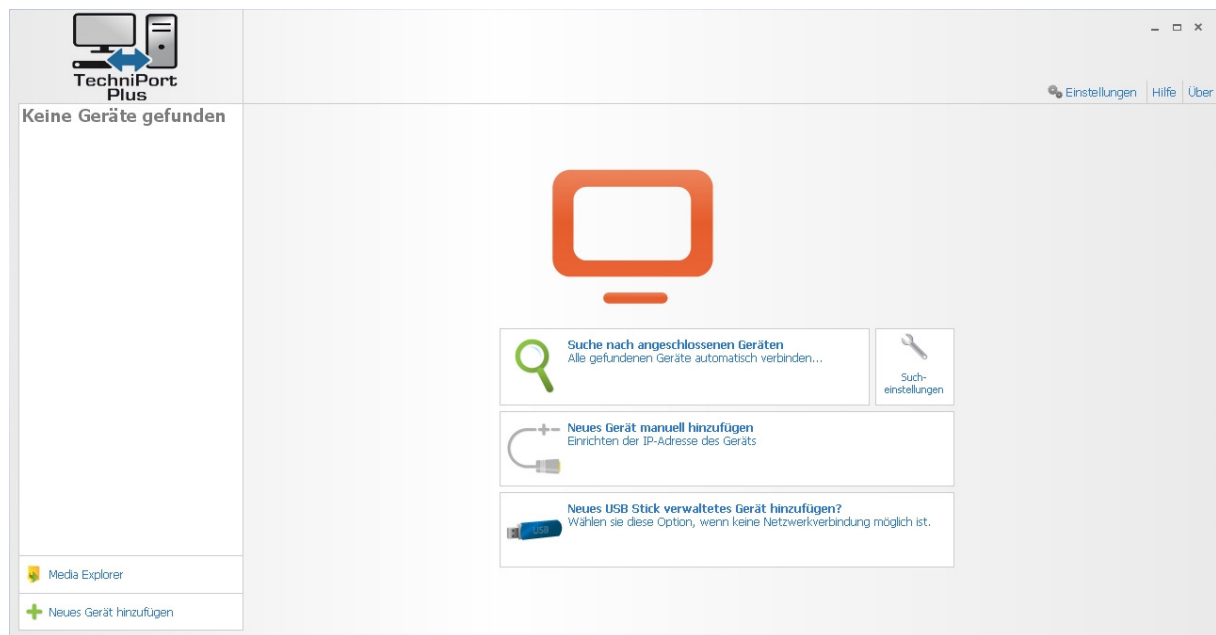 TechniPort
Plus
Einstellungen
Hilfe
Über
Keine Geräte gefunden
Suche nach angeschlossenen Geräten
Alle gefundenen Geräte automatisch verbinden...
Such-
einstellungen
Neues Gerät manuell hinzufügen
Einrichten der IP-Adresse des Geräts
Neues USB Stick verwaltetes Gerät hinzufügen?
Wählen sie diese Option, wenn keine Netzwerkverbindung möglich ist.
USB
Media Explorer
Neues Gerät hinzufügen